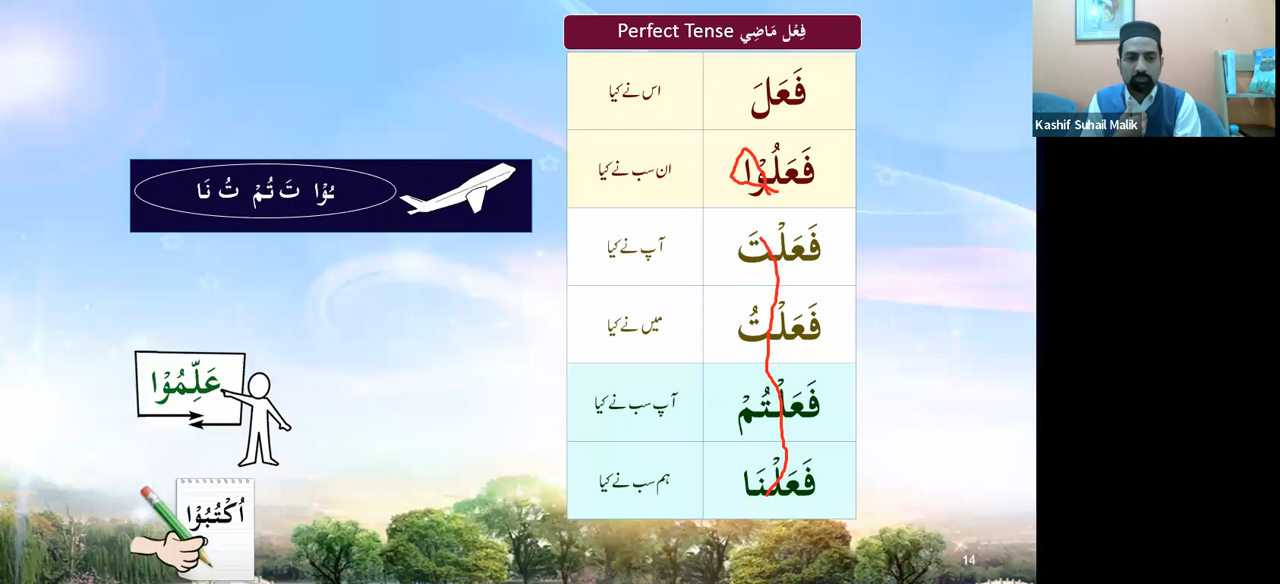 Perfect Tense فِعْل مَاضِي
فَعَلَ اس نے کیا
فَعَلُوْا ان سب نے کیا
فَعَلْتَ آپ نے کیا
فَعَلْتُ میں نے کیا
فَعَلْتُمْ آپ سب نے کیا
فَعَلْنَا ہم سب نے کیا
ـُوْا تَ تُمْ تُ نَا
عَلِّمُوْا
اُكْتُبُوْا
14
Kashif Suhail Malik